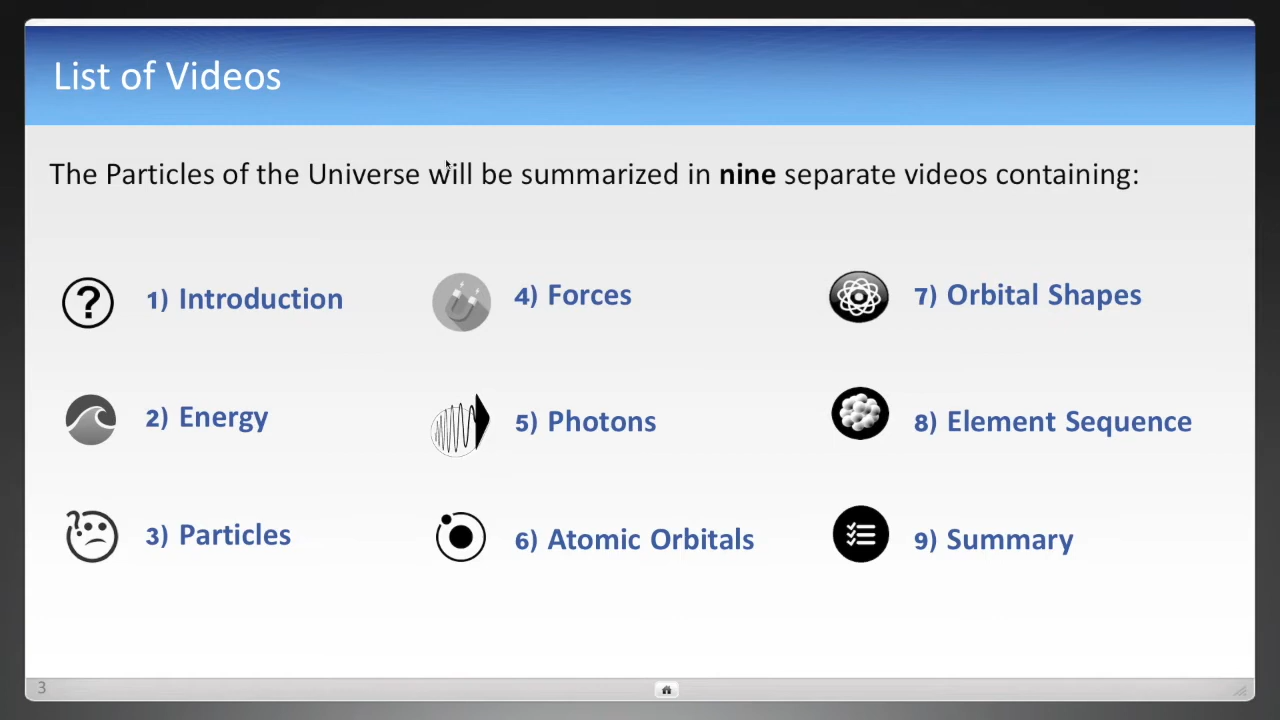 List of Videos
The Particles of the Universe will be summarized in nine separate videos containing:
1) Introduction
2) Energy
3) Particles
4) Forces
5) Photons
6) Atomic Orbitals
7) Orbital Shapes
8) Element Sequence
9) Summary
3